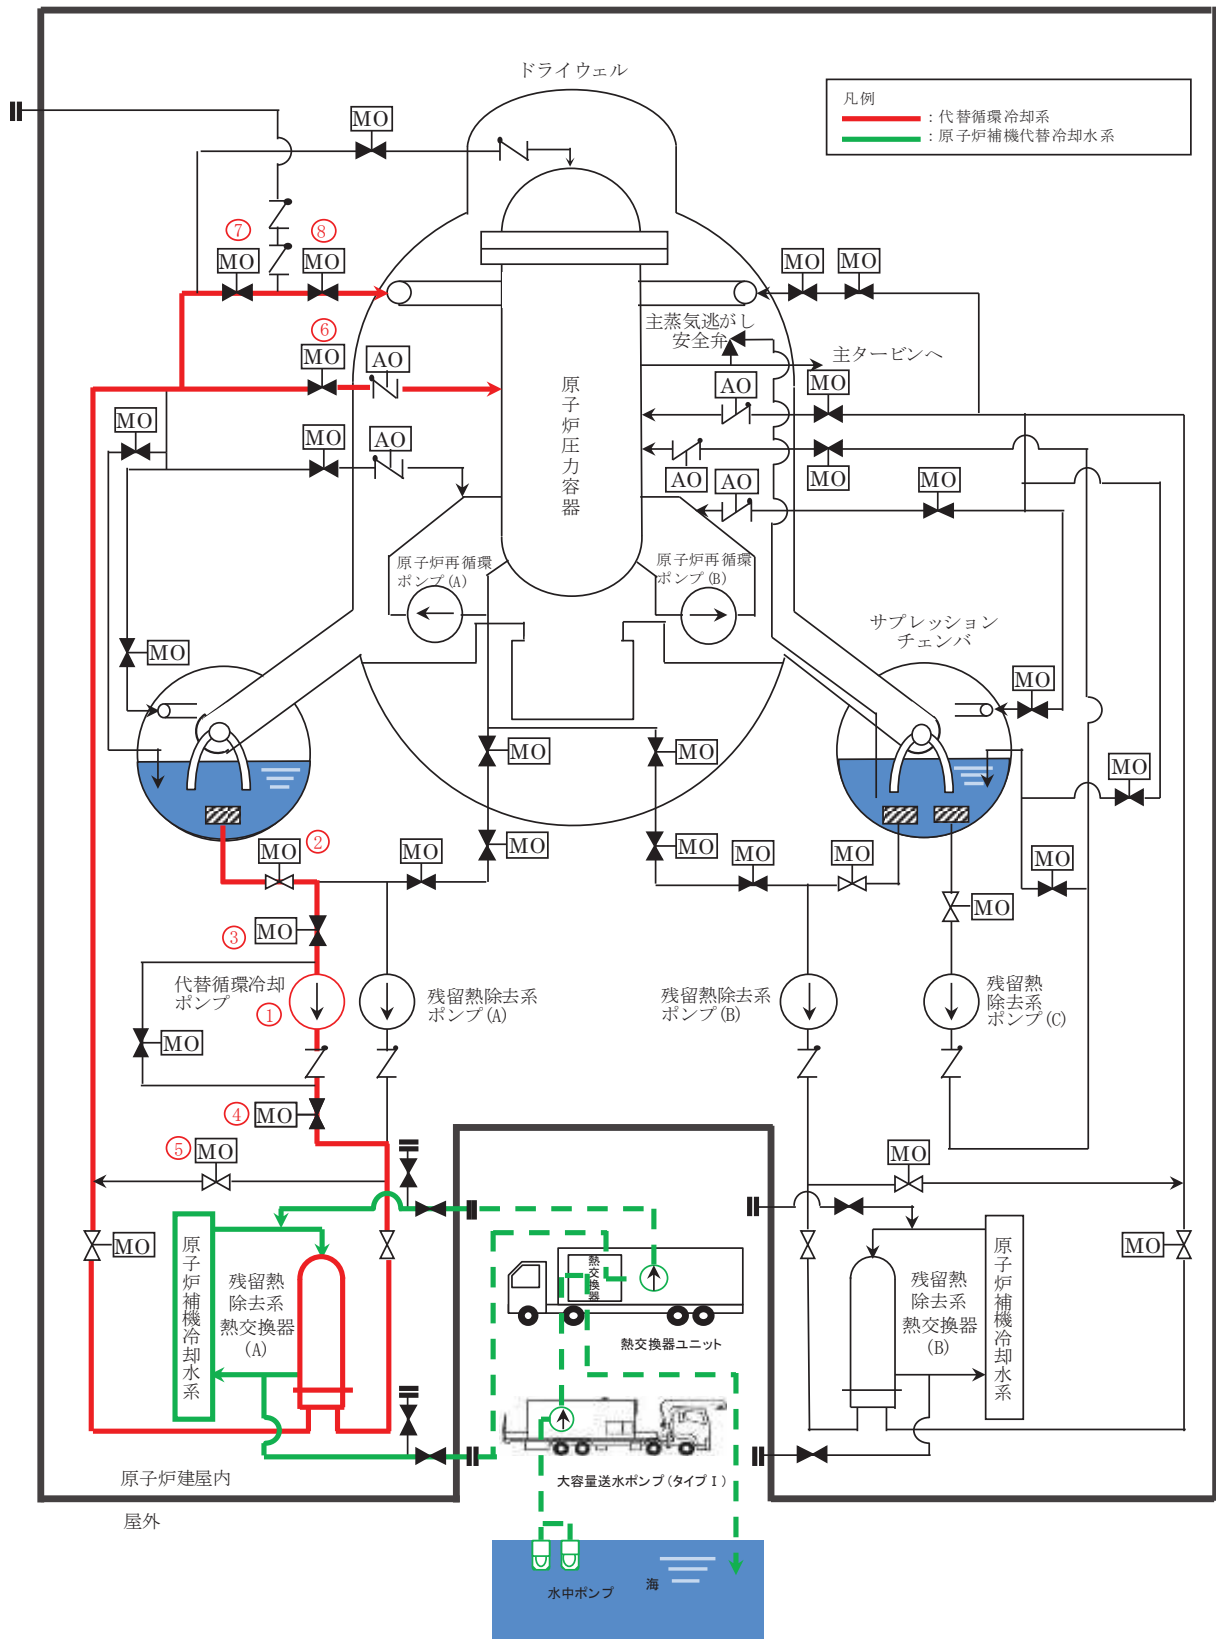 ドライウェル
凡例
：代替循環冷却系
：原子炉補機代替冷却水系
MO
⑦
⑧
MO
MO
MO
MO
主蒸気逃がし
安全弁
主タービンへ
⑥
MO
AO
MO
AO
原子炉圧力容器
MO
MO
AO
AO
MO
AO
MO
原子炉再循環
ポンプ(A)
原子炉再循環
ポンプ(B)
サプレッション
チェンバ
MO
MO
MO
MO
MO
MO
MO
②
MO
MO
MO
MO
MO
③
MO
MO
代替循環冷却
ポンプ
①
残留熱除去系
ポンプ(A)
残留熱除去系
ポンプ(B)
残留熱
除去系
ポンプ(C)
MO
④
MO
⑤
MO
MO
MO
MO
原子炉補機冷却水系
残留熱
除去系
熱交換器
(A)
熱交換器
熱交換器ユニット
残留熱
除去系
熱交換器
(B)
原子炉補機冷却水系
大容量送水ポンプ(タイプⅠ)
原子炉建屋内
屋外
水中ポンプ
海